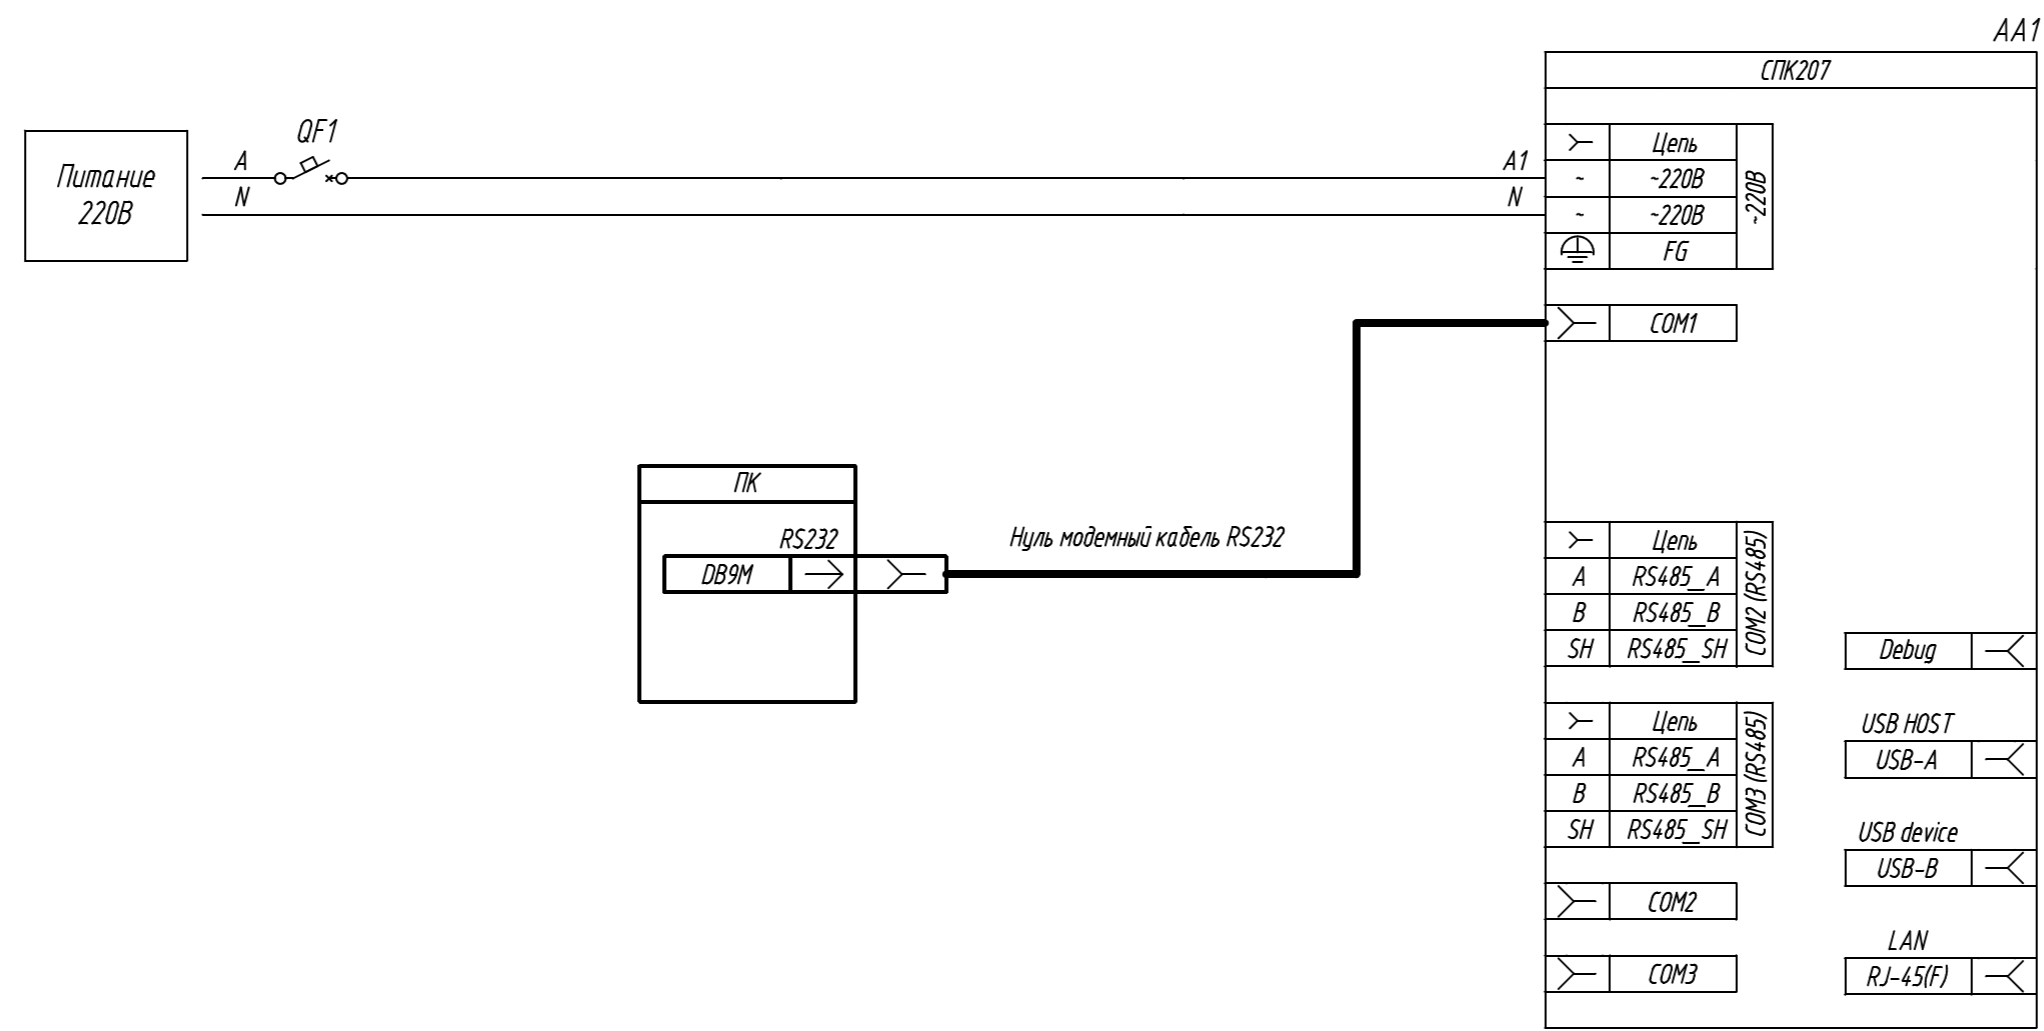 AA1
СПК207
QF1
Питание
220В
A
N
A1
N
Цепь
~
~220В
~
~220В
FG
~220В
COM1
ПК
RS232
DB9M
Нуль модемный кабель RS232
Цепь
A
RS485_A
B
RS485_B
SH
RS485_SH
COM2 (RS485)
Debug
Цепь
A
RS485_A
B
RS485_B
SH
RS485_SH
COM3 (RS485)
USB HOST
USB-A
USB device
USB-B
COM2
LAN
RJ-45(F)
COM3